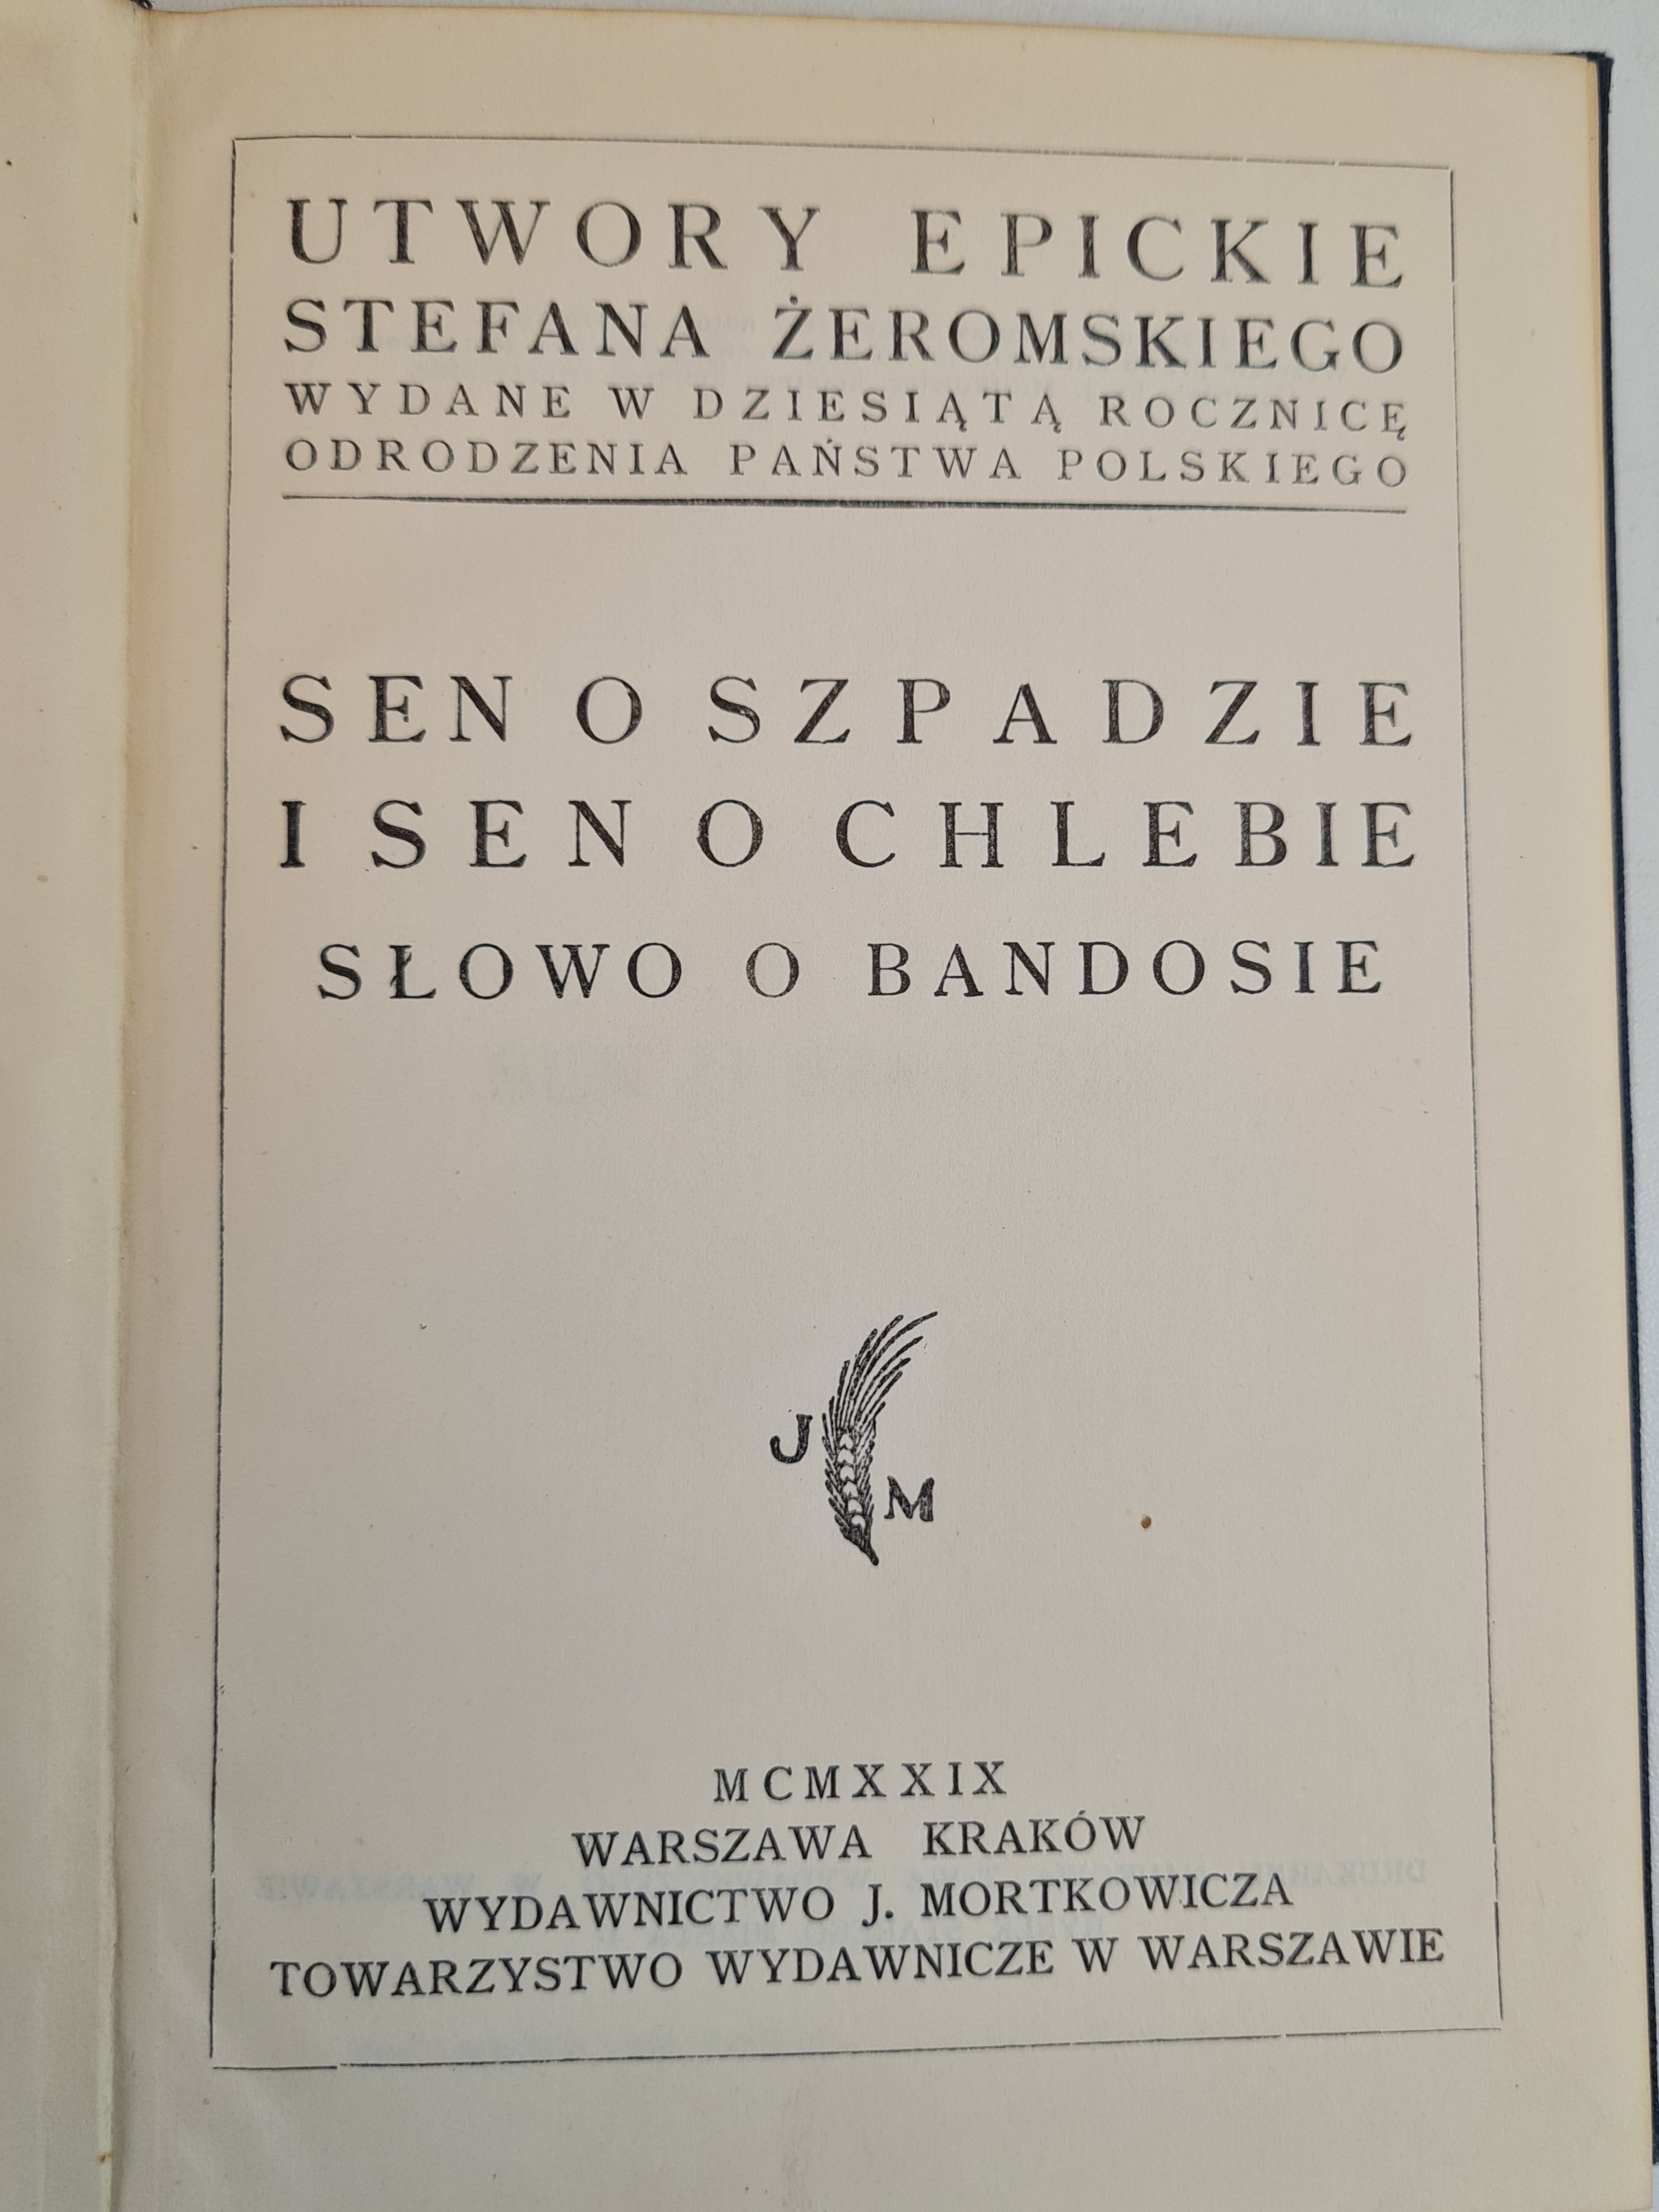 UTWORY EPICKIE
STEFANA ŻEROMSKIEGO
WYDANE W DZIESIĄTĄ ROCZNICĘ
ODRODZENIA PAŃSTWA POLSKIEGO
SEN O SZPADZIE
I SEN O CHLEBIE
SŁOWO O BANDOSIE
J M
MCMXXIX
WARSZAWA KRAKÓW
WYDAWNICTWO J. MORTKOWICZA
TOWARZYSTWO WYDAWNICZE W WARSZAWIE